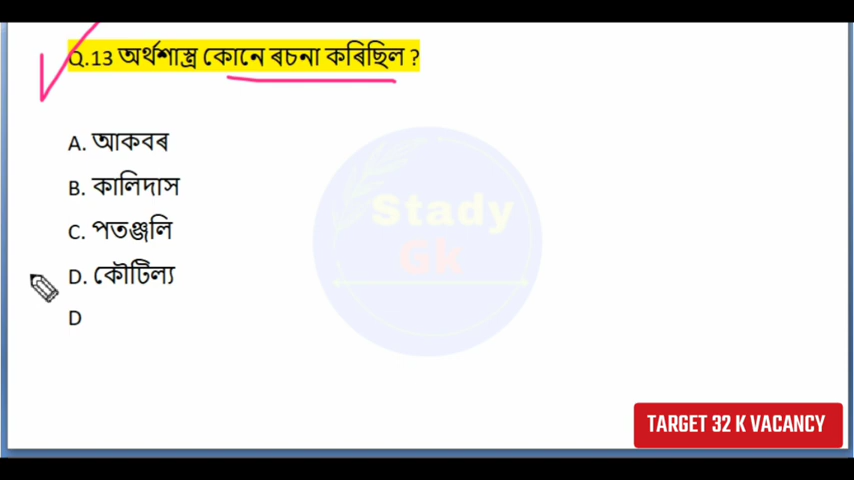 Q.13 অৰ্থশাস্ত্ৰ কোনে ৰচনা কৰিছিল ?
A. আকবৰ
B. কালিদাস
C. পতঞ্জলি
D. কৌটিল্য
D
Stady
Gk
TARGET 32 K VACANCY